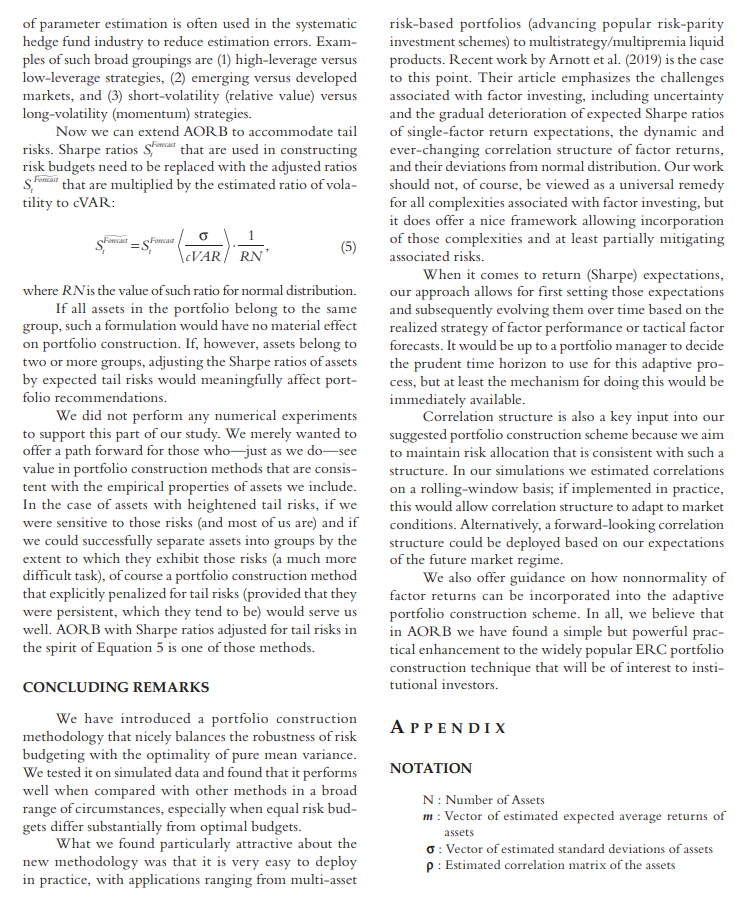 of parameter estimation is often used in the systematic
hedge fund industry to reduce estimation errors. Exam-
ples of such broad groupings are (1) high-leverage versus
low-leverage strategies, (2) emerging versus developed
markets, and (3) short-volatility (relative value) versus
long-volatility (momentum) strategies.
Now we can extend AORB to accommodate tail
risks. Sharpe ratios S_t^Forecast that are used in constructing
risk budgets need to be replaced with the adjusted ratios
S̃_t^Forecast that are multiplied by the estimated ratio of vola-
tility to cVAR:
S̃_t^Forecast = S_t^Forecast ⟨σ / cVAR⟩ · 1 / RN, (5)
where RN is the value of such ratio for normal distribution.
If all assets in the portfolio belong to the same
group, such a formulation would have no material effect
on portfolio construction. If, however, assets belong to
two or more groups, adjusting the Sharpe ratios of assets
by expected tail risks would meaningfully affect port-
folio recommendations.
We did not perform any numerical experiments
to support this part of our study. We merely wanted to
offer a path forward for those who—just as we do—see
value in portfolio construction methods that are consis-
tent with the empirical properties of assets we include.
In the case of assets with heightened tail risks, if we
were sensitive to those risks (and most of us are) and if
we could successfully separate assets into groups by the
extent to which they exhibit those risks (a much more
difficult task), of course a portfolio construction method
that explicitly penalized for tail risks (provided that they
were persistent, which they tend to be) would serve us
well. AORB with Sharpe ratios adjusted for tail risks in
the spirit of Equation 5 is one of those methods.
CONCLUDING REMARKS
We have introduced a portfolio construction
methodology that nicely balances the robustness of risk
budgeting with the optimality of pure mean variance.
We tested it on simulated data and found that it performs
well when compared with other methods in a broad
range of circumstances, especially when equal risk bud-
gets differ substantially from optimal budgets.
What we found particularly attractive about the
new methodology was that it is very easy to deploy
in practice, with applications ranging from multi-asset
risk-based portfolios (advancing popular risk-parity
investment schemes) to multistrategy/multipremia liquid
products. Recent work by Arnott et al. (2019) is the case
to this point. Their article emphasizes the challenges
associated with factor investing, including uncertainty
and the gradual deterioration of expected Sharpe ratios
of single-factor return expectations, the dynamic and
ever-changing correlation structure of factor returns,
and their deviations from normal distribution. Our work
should not, of course, be viewed as a universal remedy
for all complexities associated with factor investing, but
it does offer a nice framework allowing incorporation
of those complexities and at least partially mitigating
associated risks.
When it comes to return (Sharpe) expectations,
our approach allows for first setting those expectations
and subsequently evolving them over time based on the
realized strategy of factor performance or tactical factor
forecasts. It would be up to a portfolio manager to decide
the prudent time horizon to use for this adaptive pro-
cess, but at least the mechanism for doing this would be
immediately available.
Correlation structure is also a key input into our
suggested portfolio construction scheme because we aim
to maintain risk allocation that is consistent with such a
structure. In our simulations we estimated correlations
on a rolling-window basis; if implemented in practice,
this would allow correlation structure to adapt to market
conditions. Alternatively, a forward-looking correlation
structure could be deployed based on our expectations
of the future market regime.
We also offer guidance on how nonnormality of
factor returns can be incorporated into the adaptive
portfolio construction scheme. In all, we believe that
in AORB we have found a simple but powerful prac-
tical enhancement to the widely popular ERC portfolio
construction technique that will be of interest to insti-
tutional investors.
APPENDIX
NOTATION
N : Number of Assets
m : Vector of estimated expected average returns of
assets
σ : Vector of estimated standard deviations of assets
ρ : Estimated correlation matrix of the assets